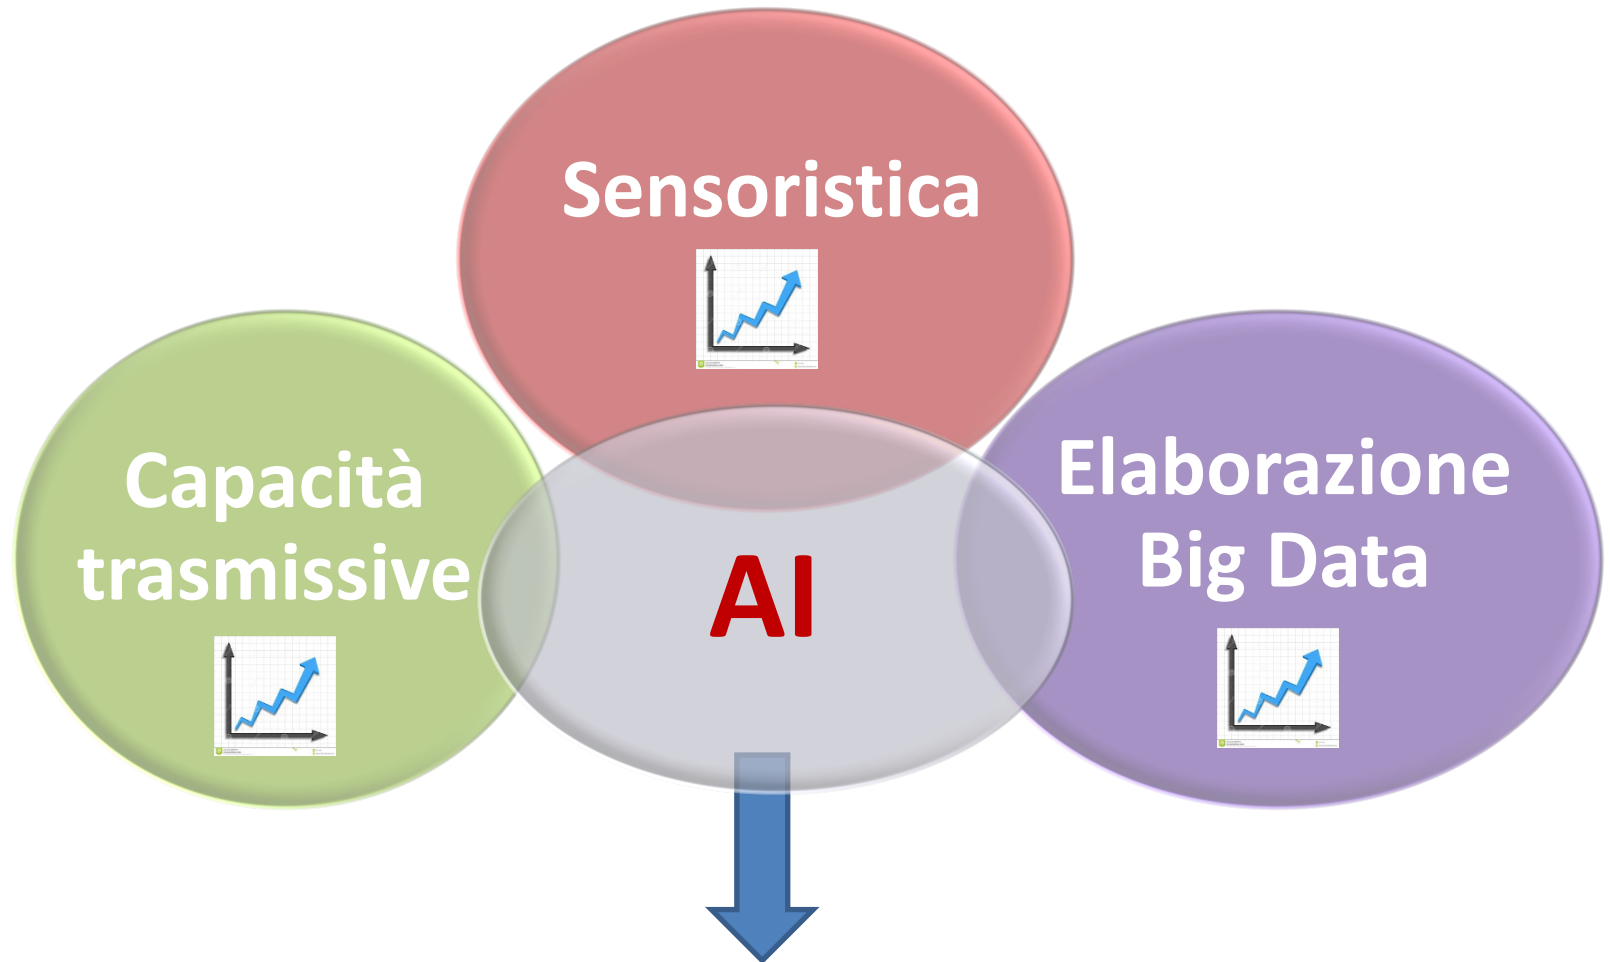 Sensoristica
Capacità
trasmissive
Elaborazione
Big Data
AI